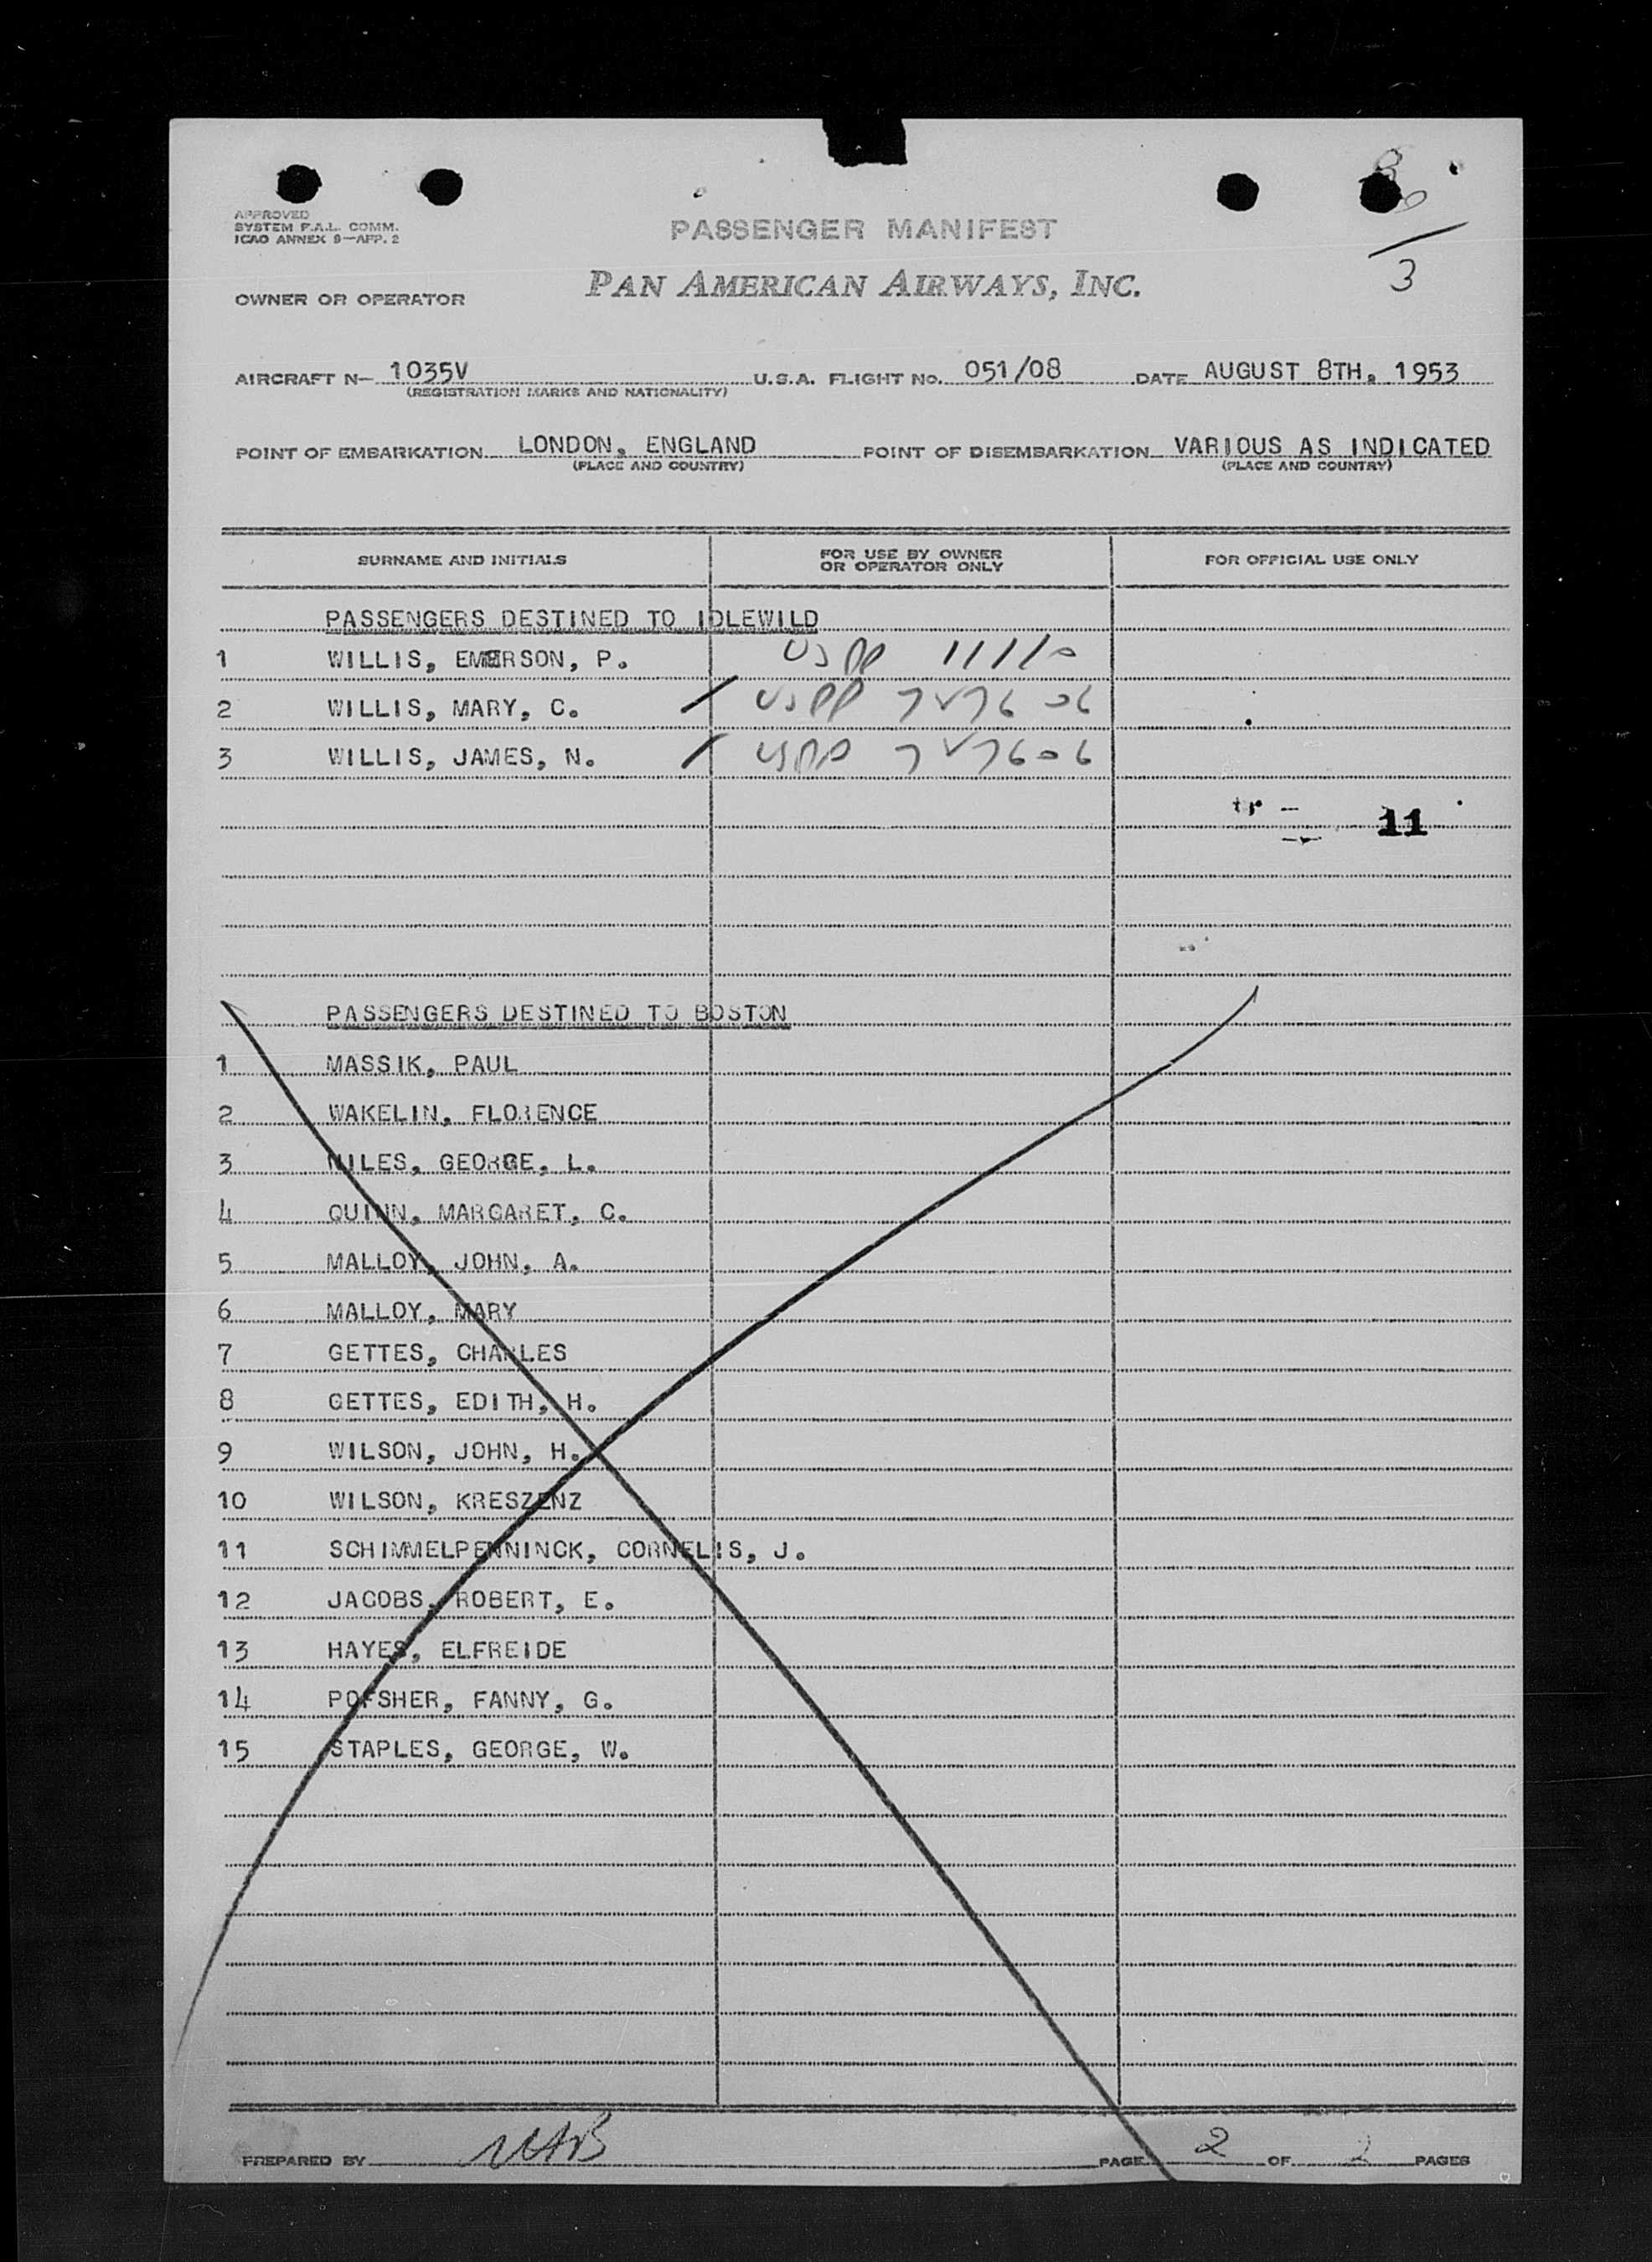 APPROVED
SYSTEM F.A.L. COMM.
ICAO ANNEX 9—APP. 2
PASSENGER MANIFEST
3
OWNER OR OPERATOR
PAN AMERICAN AIRWAYS, INC.
AIRCRAFT N— 1035V U.S.A. FLIGHT NO. 051/08 DATE AUGUST 8TH, 1953
(REGISTRATION MARKS AND NATIONALITY)
POINT OF EMBARKATION LONDON, ENGLAND POINT OF DISEMBARKATION VARIOUS AS INDICATED
(PLACE AND COUNTRY) (PLACE AND COUNTRY)
SURNAME AND INITIALS FOR USE BY OWNER OR OPERATOR ONLY FOR OFFICIAL USE ONLY
PASSENGERS DESTINED TO IDLEWILD
1 WILLIS, EMERSON, P. USPP 11110
2 WILLIS, MARY, C. USPP
3 WILLIS, JAMES, N. USPP
11
PASSENGERS DESTINED TO BOSTON
1 MASSIK, PAUL
2 WAKELIN, FLORENCE
3 NILES, GEORGE, L.
4 QUINN, MARGARET, C.
5 MALLOY, JOHN, A.
6 MALLOY, MARY
7 GETTES, CHARLES
8 GETTES, EDITH, H.
9 WILSON, JOHN, H.
10 WILSON, KRESZENZ
11 SCHIMMELPENNINCK, CORNELIS, J.
12 JACOBS, ROBERT, E.
13 HAYES, ELFREIDE
14 POFSHER, FANNY, G.
15 STAPLES, GEORGE, W.
PREPARED BY PAGE 2 OF 2 PAGES